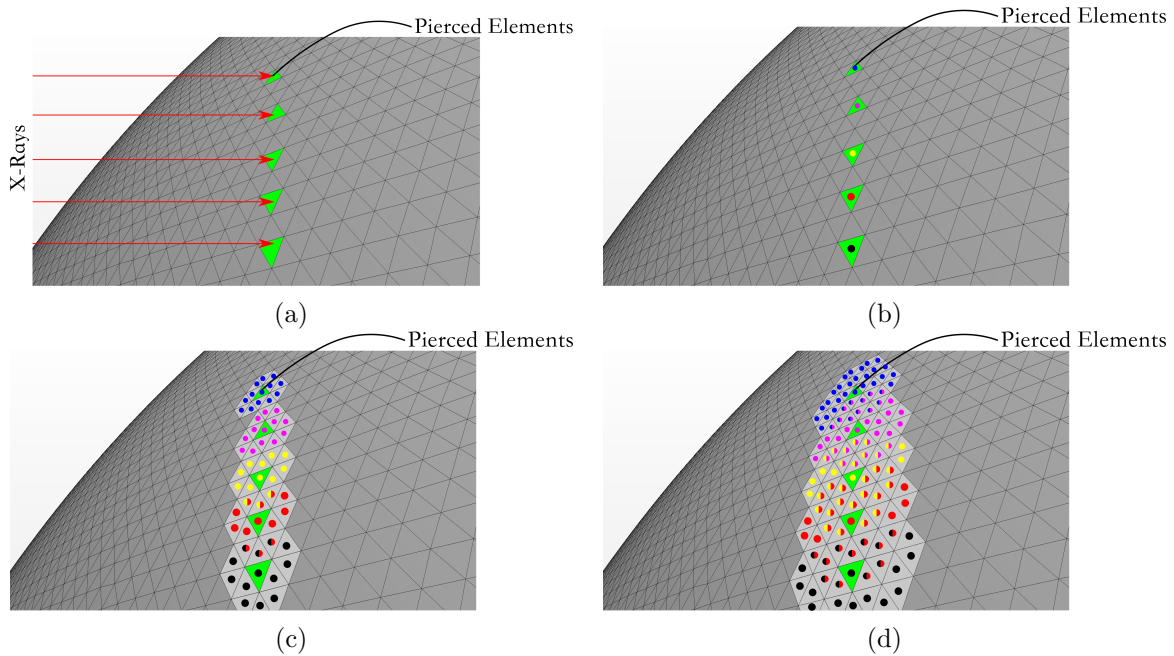 Pierced Elements
X-Rays
(a)
Pierced Elements
(b)
Pierced Elements
(c)
Pierced Elements
(d)